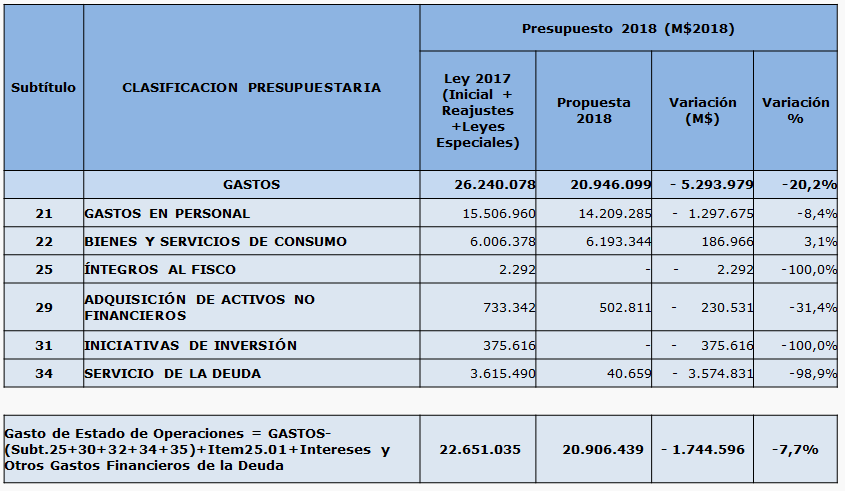 Presupuesto 2018 (M$2018)
Subtítulo CLASIFICACION PRESUPUESTARIA
Ley 2017
(Inicial +
Reajustes
+Leyes
Especiales)
Propuesta
2018
Variación
(M$)
Variación
%
GASTOS 26.240.078 20.946.099 - 5.293.979 -20,2%
21 GASTOS EN PERSONAL 15.506.960 14.209.285 - 1.297.675 -8,4%
22 BIENES Y SERVICIOS DE CONSUMO 6.006.378 6.193.344 186.966 3,1%
25 ÍNTEGROS AL FISCO 2.292 - - 2.292 -100,0%
29 ADQUISICIÓN DE ACTIVOS NO
FINANCIEROS 733.342 502.811 - 230.531 -31,4%
31 INICIATIVAS DE INVERSIÓN 375.616 - - 375.616 -100,0%
34 SERVICIO DE LA DEUDA 3.615.490 40.659 - 3.574.831 -98,9%
Gasto de Estado de Operaciones = GASTOS-
(Subt.25+30+32+34+35)+Item25.01+Intereses y
Otros Gastos Financieros de la Deuda
22.651.035 20.906.439 - 1.744.596 -7,7%